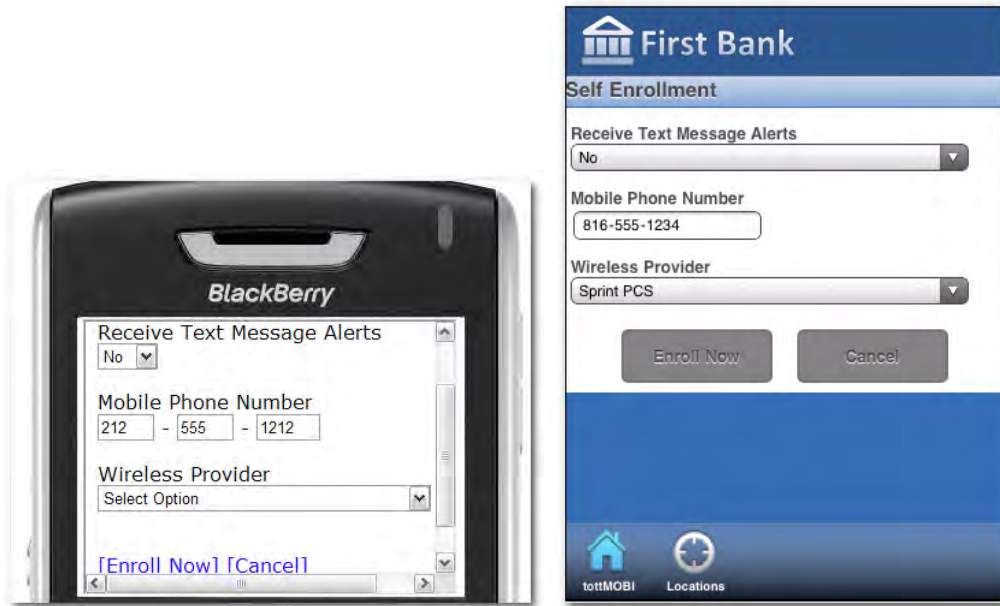 BlackBerry
Receive Text Message Alerts
No
Mobile Phone Number
212 - 555 - 1212
Wireless Provider
Select Option
[Enroll Now] [Cancel]
First Bank
Self Enrollment
Receive Text Message Alerts
No
Mobile Phone Number
816-555-1234
Wireless Provider
Sprint PCS
Enroll Now Cancel
tottMOBI Locations